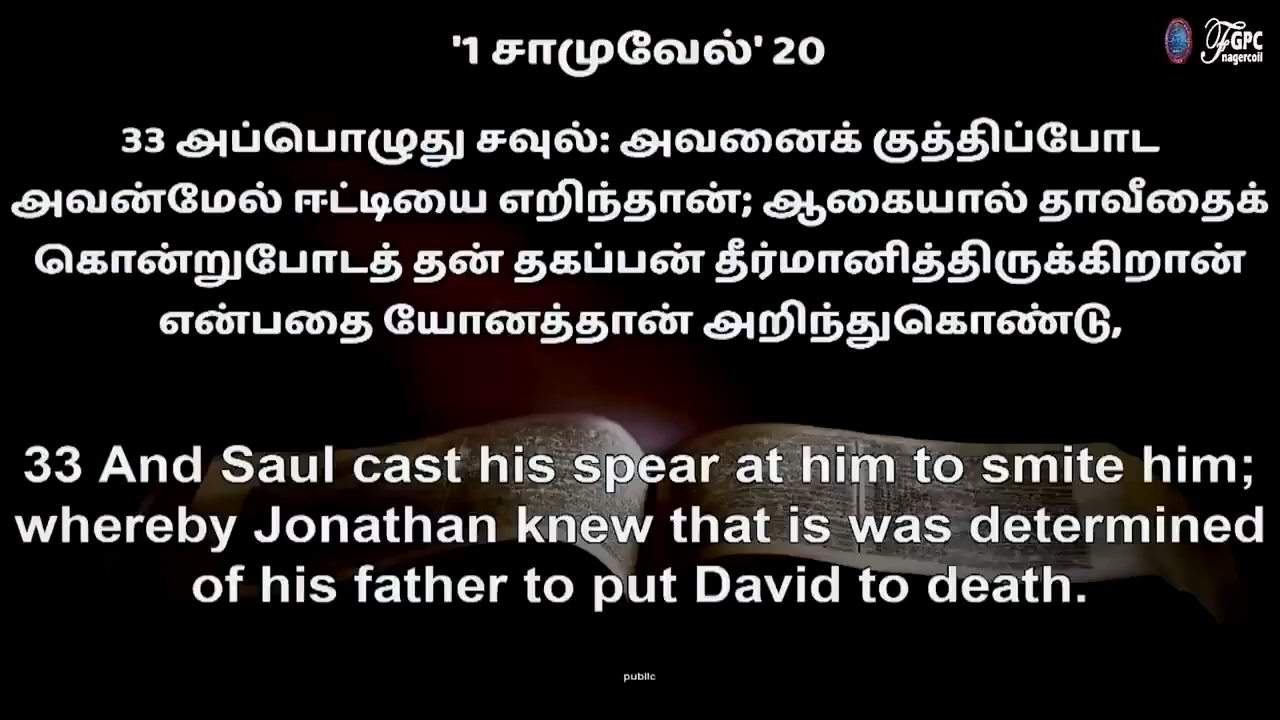 '1 சாமுவேல்' 20
FGPC
nagercoil
33 அப்பொழுது சவுல்: அவனைக் குத்திப்போட
அவன்மேல் ஈட்டியை எறிந்தான்; ஆகையால் தாவீதைக்
கொன்றுபோடத் தன் தகப்பன் தீர்மானித்திருக்கிறான்
என்பதை யோனத்தான் அறிந்துகொண்டு,
33 And Saul cast his spear at him to smite him;
whereby Jonathan knew that is was determined
of his father to put David to death.
public